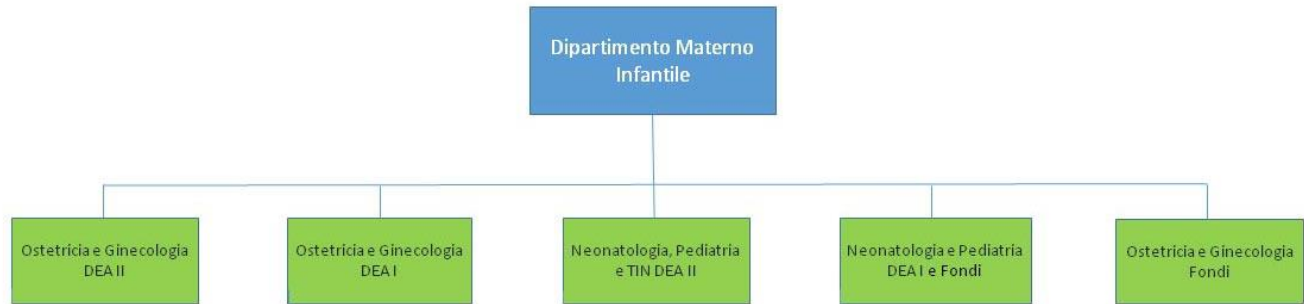 Dipartimento Materno
Infantile
Ostetricia e Ginecologia
DEA II
Ostetricia e Ginecologia
DEA I
Neonatologia, Pediatria
e TIN DEA II
Neonatologia e Pediatria
DEA I e Fondi
Ostetricia e Ginecologia
Fondi